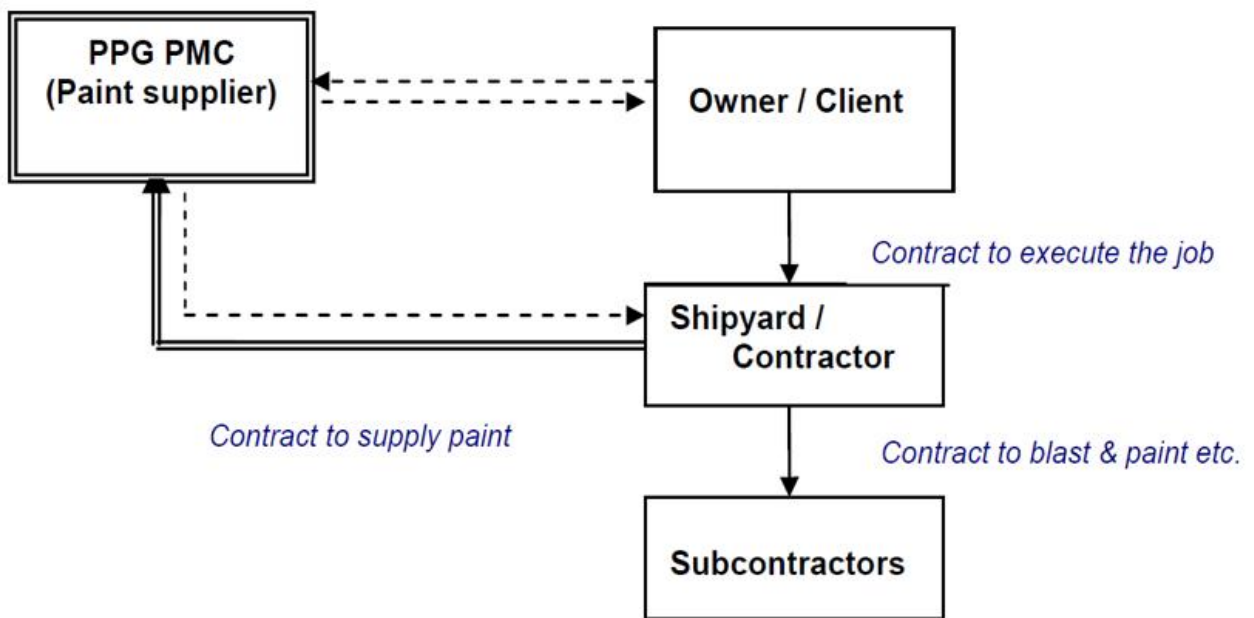 PPG PMC
(Paint supplier)
Owner / Client
Contract to execute the job
Shipyard /
Contractor
Contract to supply paint
Contract to blast & paint etc.
Subcontractors